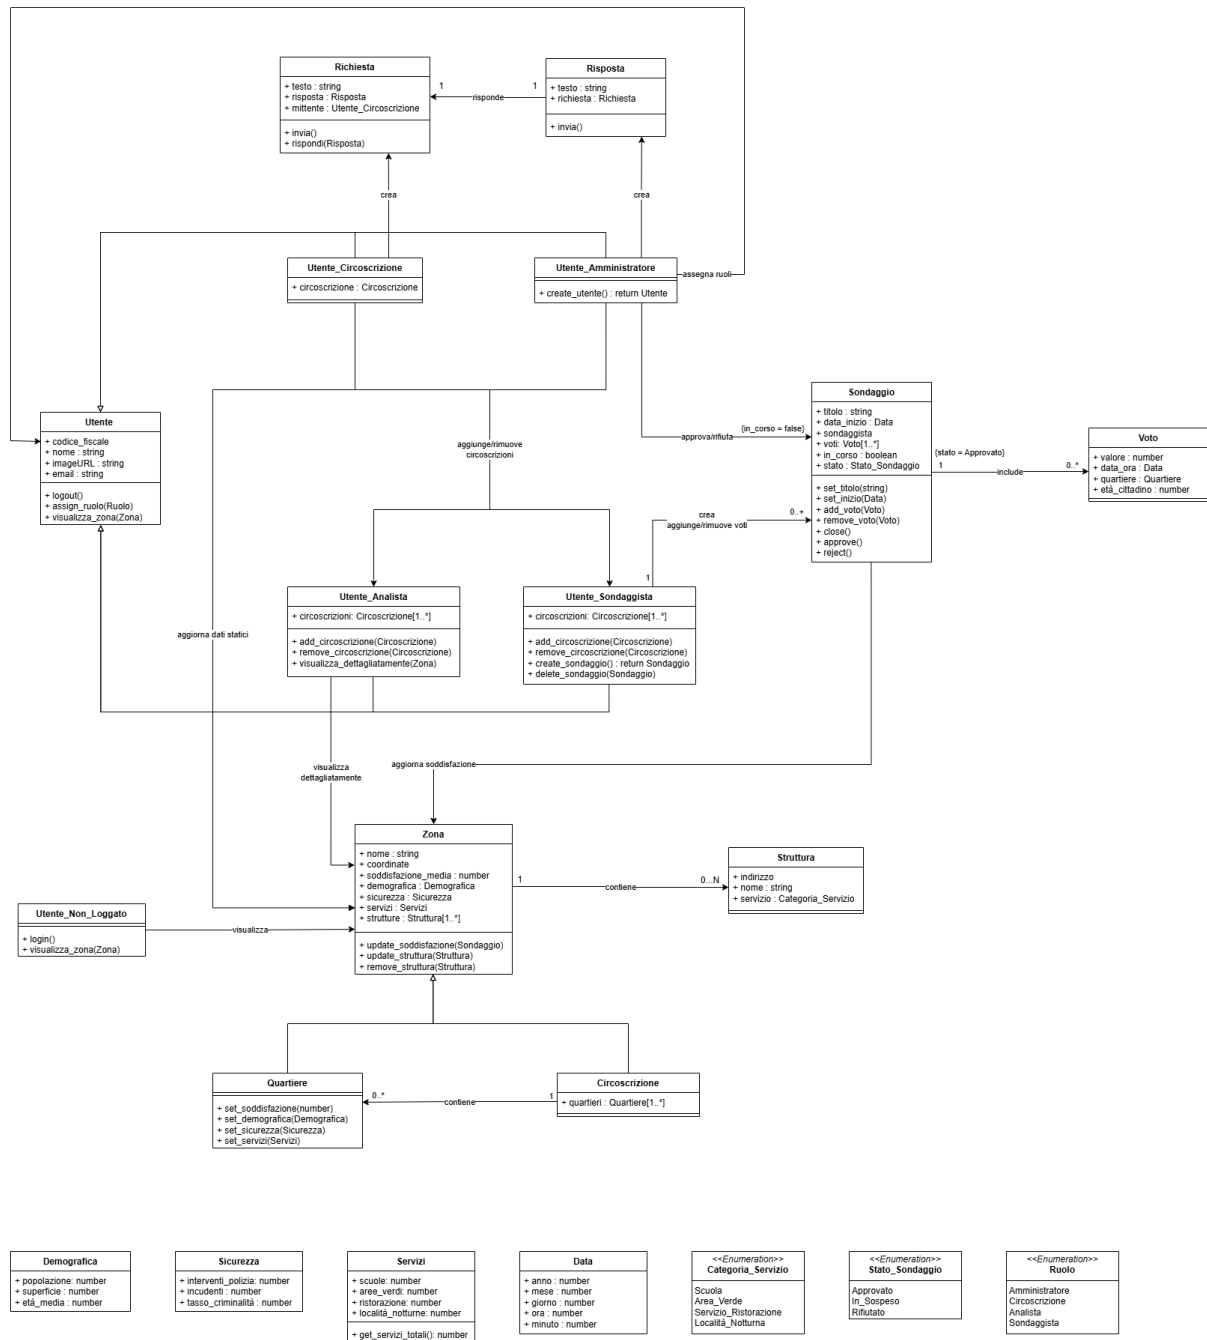 Richiesta
+ testo : string
+ risposta : Risposta
+ mittente : Utente_Circoscrizione
+ invia()
+ rispondi(Risposta)
1
risponde
1
Risposta
+ testo : string
+ richiesta : Richiesta
+ invia()
crea
crea
Utente_Circoscrizione
+ circoscrizione : Circoscrizione
Utente_Amministratore
+ create_utente() : return Utente
assegna ruoli
Utente
+ codice_fiscale
+ nome : string
+ imageURL : string
+ email : string
+ logout()
+ assign_ruolo(Ruolo)
+ visualizza_zona(Zona)
aggiunge/rimuove
circoscrizioni
approva/rifiuta
{in_corso = false}
Sondaggio
+ titolo : string
+ data_inizio : Data
+ sondaggista
+ voti: Voto[1..*]
+ in_corso : boolean
+ stato : Stato_Sondaggio
+ set_titolo(string)
+ set_inizio(Data)
+ add_voto(Voto)
+ remove_voto(Voto)
+ close()
+ approve()
+ reject()
{stato = Approvato}
1
include
0..*
Voto
+ valore : number
+ data_ora : Data
+ quartiere : Quartiere
+ età_cittadino : number
crea
aggiunge/rimuove voti
0..*
1
Utente_Analista
+ circoscrizioni: Circoscrizione[1..*]
+ add_circoscrizione(Circoscrizione)
+ remove_circoscrizione(Circoscrizione)
+ visualizza_dettagliatamente(Zona)
Utente_Sondaggista
+ circoscrizioni: Circoscrizione[1..*]
+ add_circoscrizione(Circoscrizione)
+ remove_circoscrizione(Circoscrizione)
+ create_sondaggio() : return Sondaggio
+ delete_sondaggio(Sondaggio)
aggiorna dati statici
visualizza
dettagliatamente
aggiorna soddisfazione
Zona
+ nome : string
+ coordinate
+ soddisfazione_media : number
+ demografica : Demografica
+ sicurezza : Sicurezza
+ servizi : Servizi
+ strutture : Struttura[1..*]
+ update_soddisfazione(Sondaggio)
+ update_struttura(Struttura)
+ remove_struttura(Struttura)
1
contiene
0...N
Struttura
+ indirizzo
+ nome : string
+ servizio : Categoria_Servizio
Utente_Non_Loggato
+ login()
+ visualizza_zona(Zona)
visualizza
Quartiere
+ set_soddisfazione(number)
+ set_demografica(Demografica)
+ set_sicurezza(Sicurezza)
+ set_servizi(Servizi)
0..*
contiene
1
Circoscrizione
+ quartieri : Quartiere[1..*]
Demografica
+ popolazione: number
+ superficie : number
+ età_media : number
Sicurezza
+ interventi_polizia: number
+ incudenti : number
+ tasso_criminalità : number
Servizi
+ scuole: number
+ aree_verdi: number
+ ristorazione: number
+ località_notturne: number
+ get_servizi_totali(): number
Data
+ anno : number
+ mese : number
+ giorno : number
+ ora : number
+ minuto : number
<<Enumeration>>
Categoria_Servizio
Scuola
Area_Verde
Servizio_Ristorazione
Località_Notturna
<<Enumeration>>
Stato_Sondaggio
Approvato
In_Sospeso
Rifiutato
<<Enumeration>>
Ruolo
Amministratore
Circoscrizione
Analista
Sondaggista